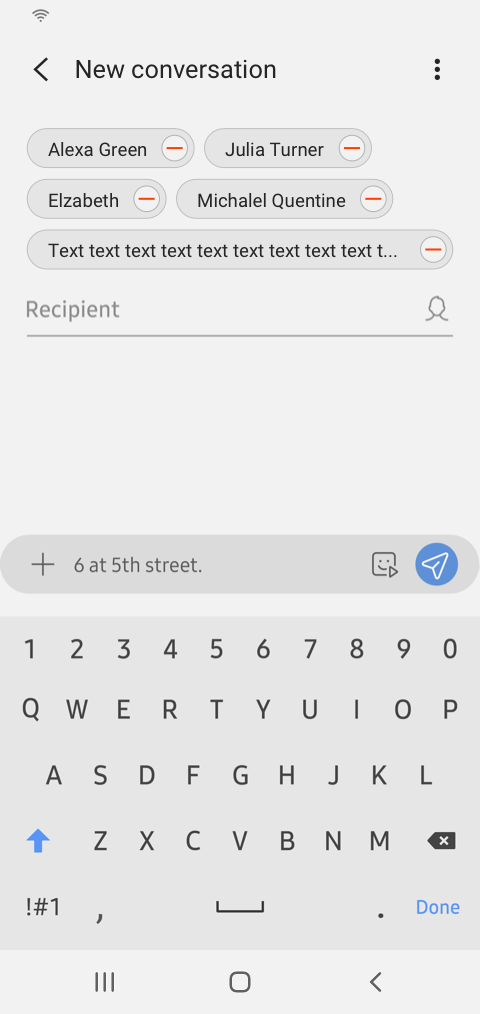 New conversation
Alexa Green Julia Turner
Elzabeth Michalel Quentine
Text text text text text text text text text t...
Recipient
6 at 5th street.
1 2 3 4 5 6 7 8 9 0
Q W E R T Y U I O P
A S D F G H J K L
Z X C V B N M
!#1 , . Done